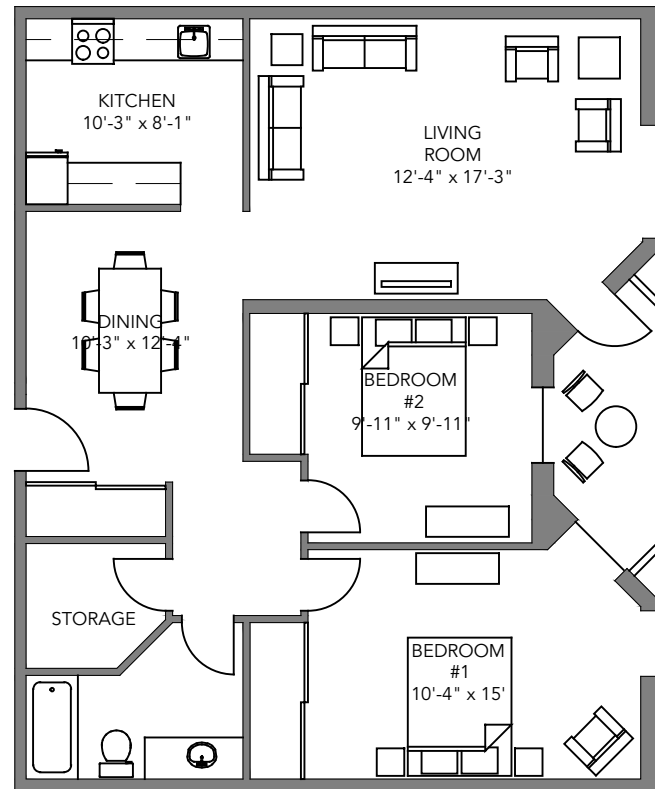 KITCHEN
10'-3" x 8'-1"
LIVING
ROOM
12'-4" x 17'-3"
DINING
10'-3" x 12'-4"
BEDROOM
#2
9'-11" x 9'-11"
STORAGE
BEDROOM
#1
10'-4" x 15'